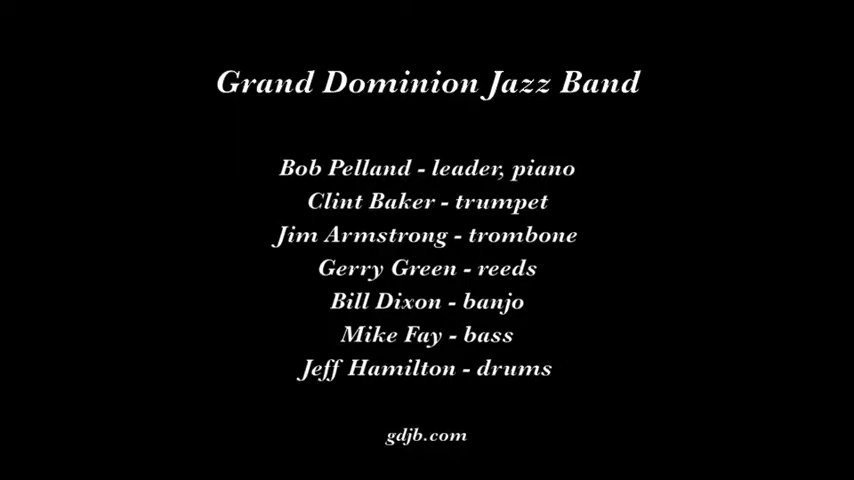 Grand Dominion Jazz Band
Bob Pelland - leader, piano
Clint Baker - trumpet
Jim Armstrong - trombone
Gerry Green - reeds
Bill Dixon - banjo
Mike Fay - bass
Jeff Hamilton - drums
gdjb.com